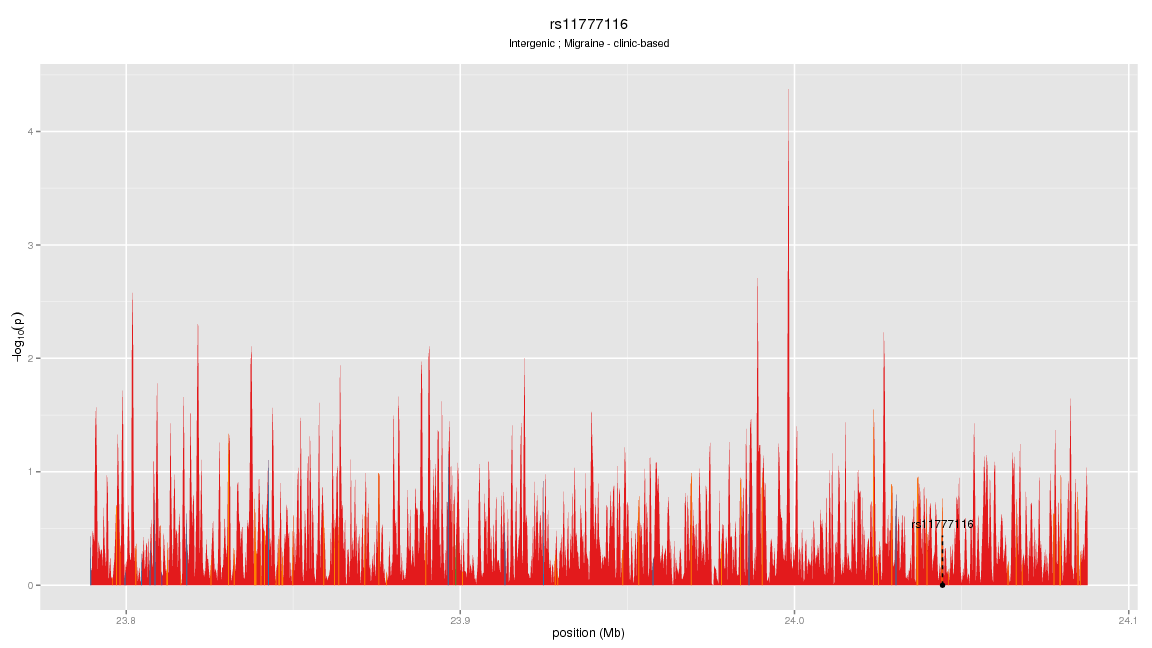 rs11777116
Intergenic ; Migraine - clinic-based
−log10(p)
4
3
2
1
0
rs11777116
23.8
23.9
24.0
24.1
position (Mb)